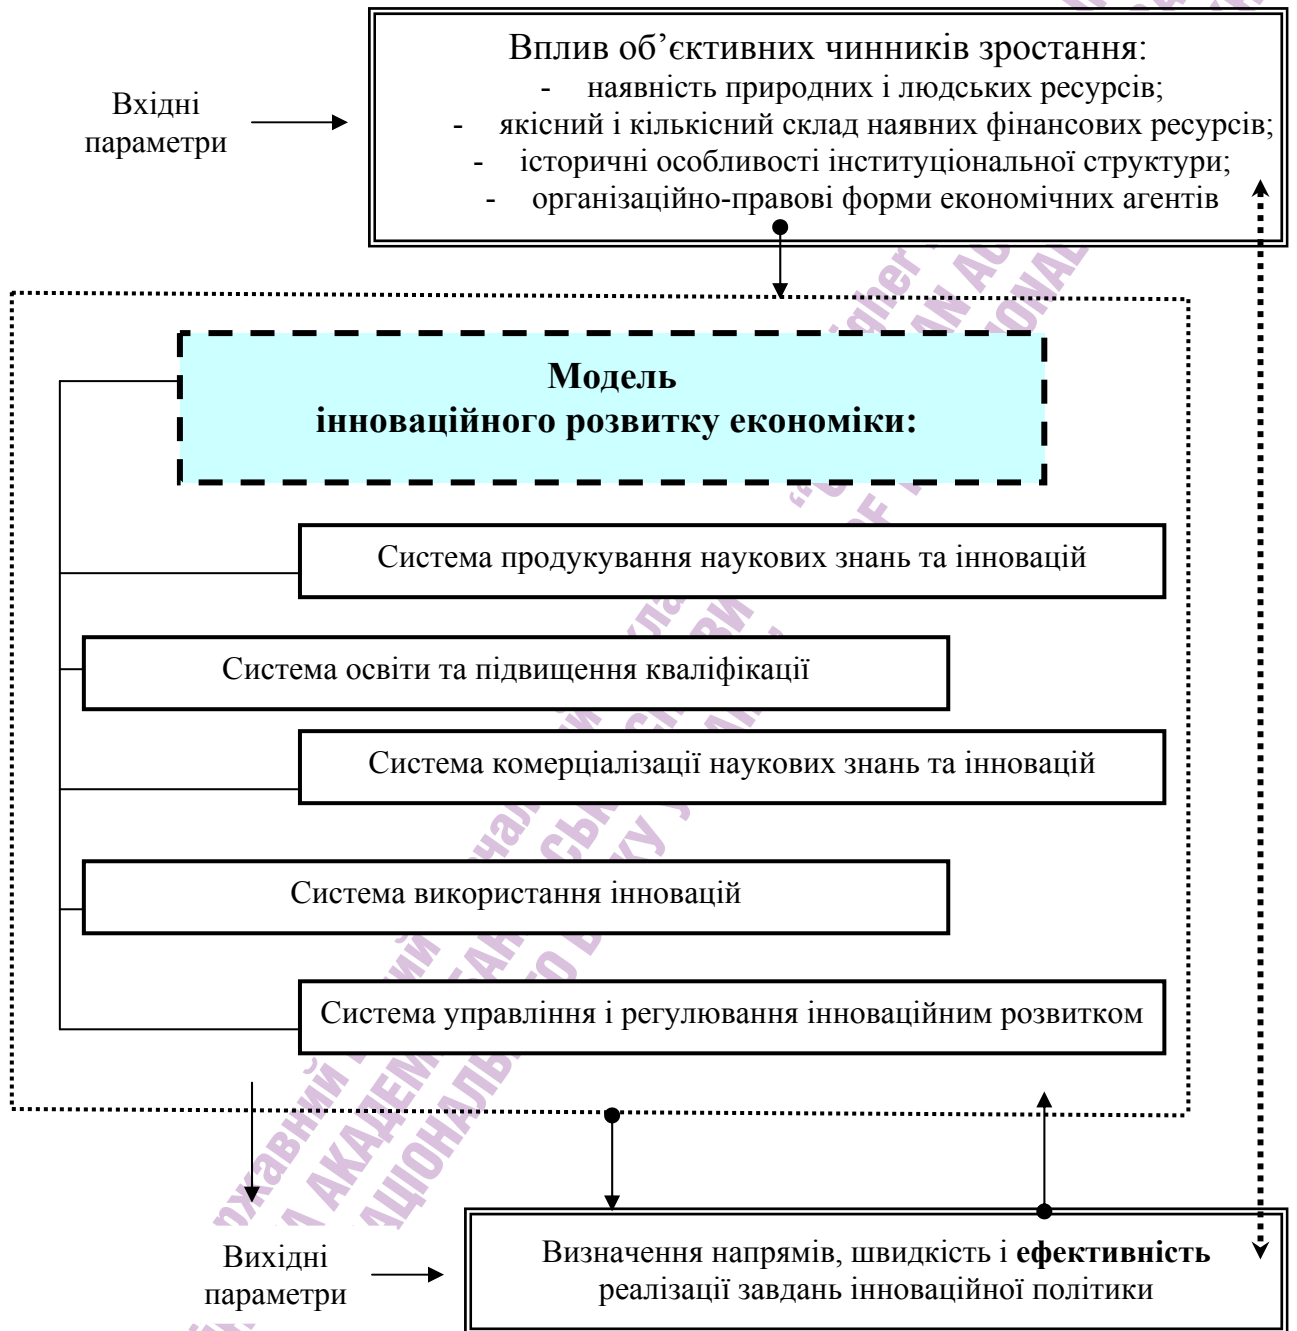 Вплив об’єктивних чинників зростання:
- наявність природних і людських ресурсів;
- якісний і кількісний склад наявних фінансових ресурсів;
- історичні особливості інституціональної структури;
- організаційно-правові форми економічних агентів
Вхідні
параметри
Модель
інноваційного розвитку економіки:
Система продукування наукових знань та інновацій
Система освіти та підвищення кваліфікації
Система комерціалізації наукових знань та інновацій
Система використання інновацій
Система управління і регулювання інноваційним розвитком
Вихідні
параметри
Визначення напрямів, швидкість і ефективність
реалізації завдань інноваційної політики